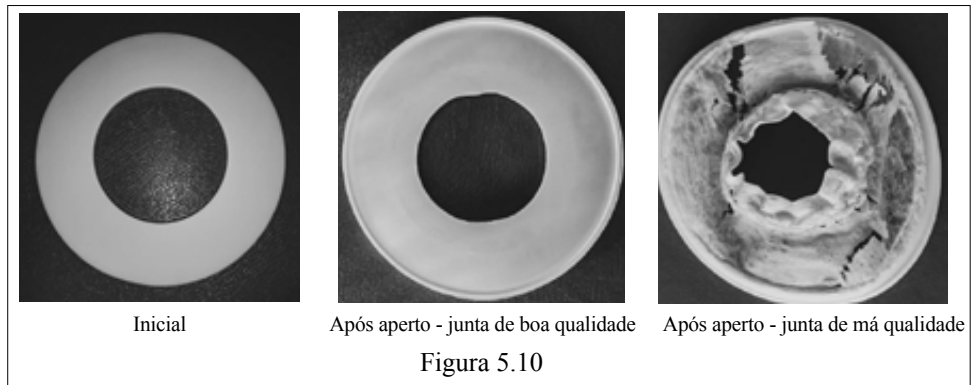 Inicial
Após aperto - junta de boa qualidade
Após aperto - junta de má qualidade
Figura 5.10